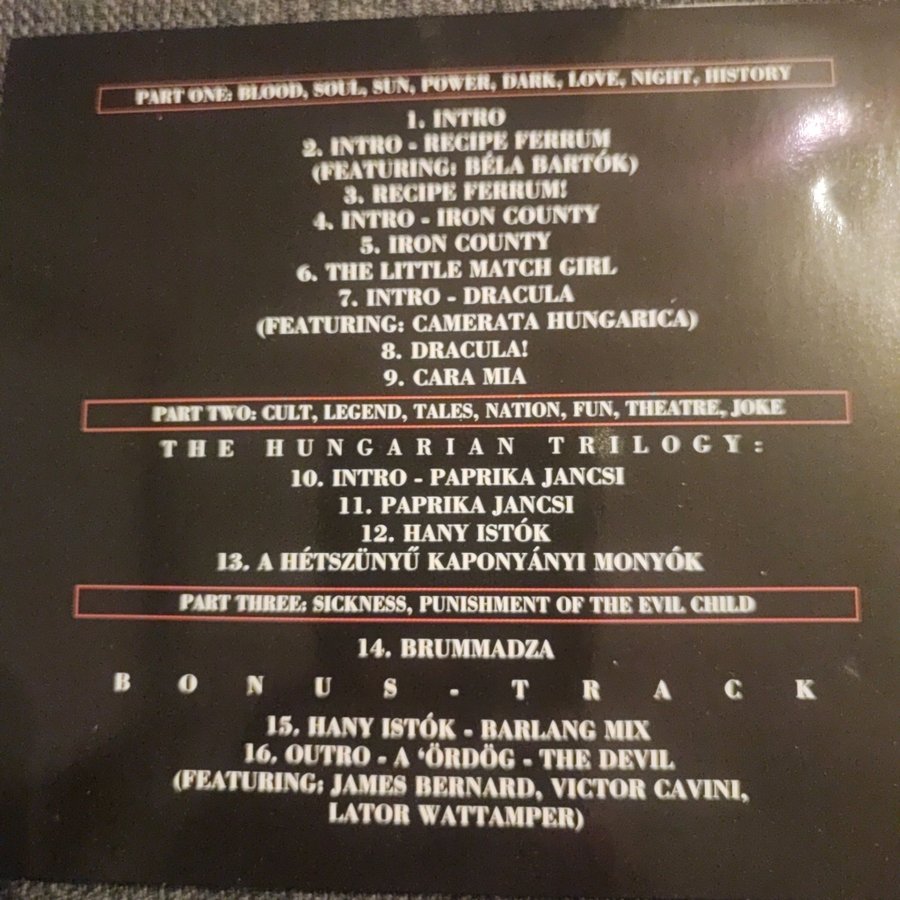 PART ONE: BLOOD, SOUL, SUN, POWER, DARK, LOVE, NIGHT, HISTORY
1. INTRO
2. INTRO - RECIPE FERRUM
(FEATURING: BÉLA BARTÓK)
3. RECIPE FERRUM!
4. INTRO - IRON COUNTY
5. IRON COUNTY
6. THE LITTLE MATCH GIRL
7. INTRO - DRACULA
(FEATURING: CAMERATA HUNGARICA)
8. DRACULA!
9. CARA MIA
PART TWO: CULT, LEGEND, TALES, NATION, FUN, THEATRE, JOKE
THE HUNGARIAN TRILOGY:
10. INTRO - PAPRIKA JANCSI
11. PAPRIKA JANCSI
12. HANY ISTÓK
13. A HÉTSZÜNYŰ KAPONYÁNYI MONYÓK
PART THREE: SICKNESS, PUNISHMENT OF THE EVIL CHILD
14. BRUMMADZA
BONUS-TRACK
15. HANY ISTÓK - BARLANG MIX
16. OUTRO - A ‘ÖRDÖG - THE DEVIL
(FEATURING: JAMES BERNARD, VICTOR CAVINI,
LATOR WATTAMPER)